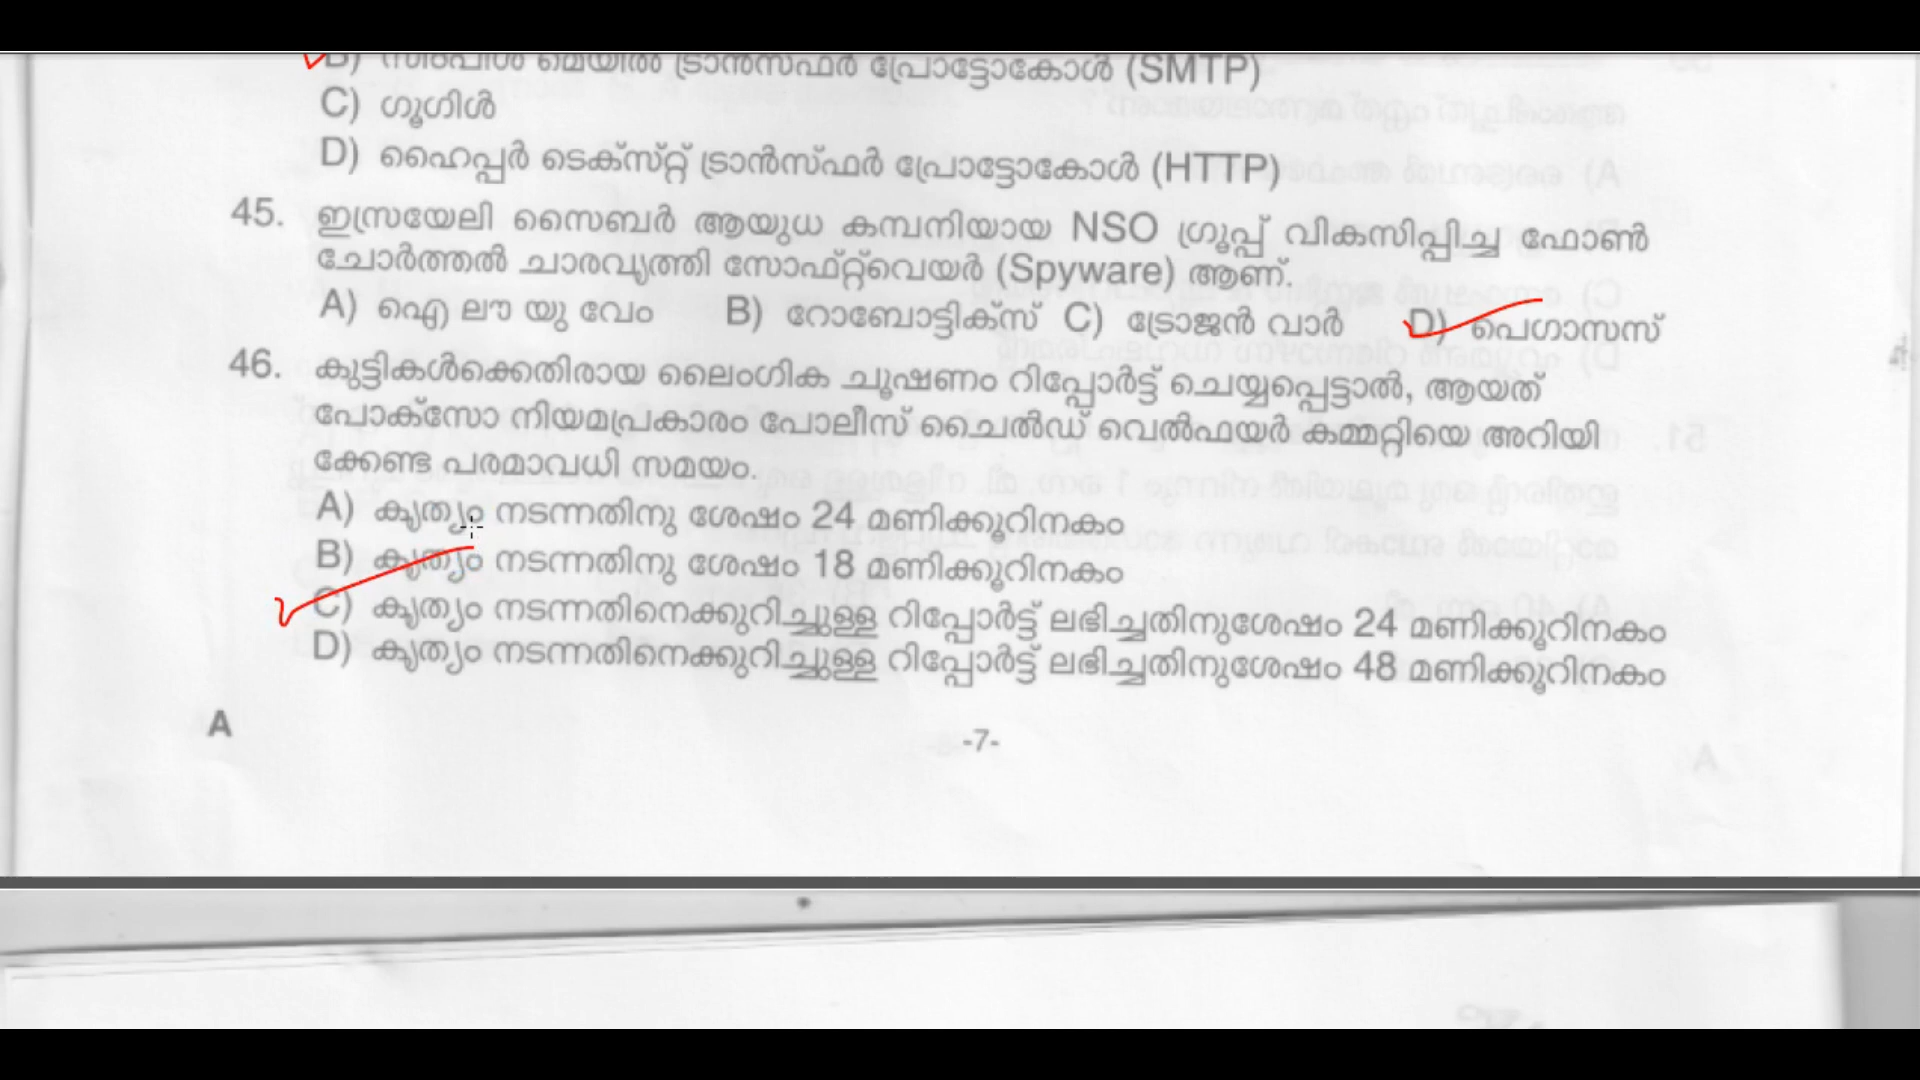 B) സിംപിൾ മെയിൽ ട്രാൻസ്ഫർ പ്രോട്ടോകോൾ (SMTP)
C) ഗൂഗിൾ
D) ഹൈപ്പർ ടെക്സ്റ്റ് ട്രാൻസ്ഫർ പ്രോട്ടോകോൾ (HTTP)
45. ഇസ്രയേലി സൈബർ ആയുധ കമ്പനിയായ NSO ഗ്രൂപ്പ് വികസിപ്പിച്ച ഫോൺ
ചോർത്തൽ ചാരവൃത്തി സോഫ്റ്റ്‌വെയർ (Spyware) ആണ്.
A) ഐ ലൗ യു വേം B) റോബോട്ടിക്സ് C) ട്രോജൻ വാർ D) പെഗാസസ്
46. കുട്ടികൾക്കെതിരായ ലൈംഗിക ചൂഷണം റിപ്പോർട്ട് ചെയ്യപ്പെട്ടാൽ, ആയത്
പോക്സോ നിയമപ്രകാരം പോലീസ് ചൈൽഡ് വെൽഫയർ കമ്മറ്റിയെ അറിയി
ക്കേണ്ട പരമാവധി സമയം.
A) കൃത്യം നടന്നതിനു ശേഷം 24 മണിക്കൂറിനകം
B) കൃത്യം നടന്നതിനു ശേഷം 18 മണിക്കൂറിനകം
C) കൃത്യം നടന്നതിനെക്കുറിച്ചുള്ള റിപ്പോർട്ട് ലഭിച്ചതിനുശേഷം 24 മണിക്കൂറിനകം
D) കൃത്യം നടന്നതിനെക്കുറിച്ചുള്ള റിപ്പോർട്ട് ലഭിച്ചതിനുശേഷം 48 മണിക്കൂറിനകം
A -7-